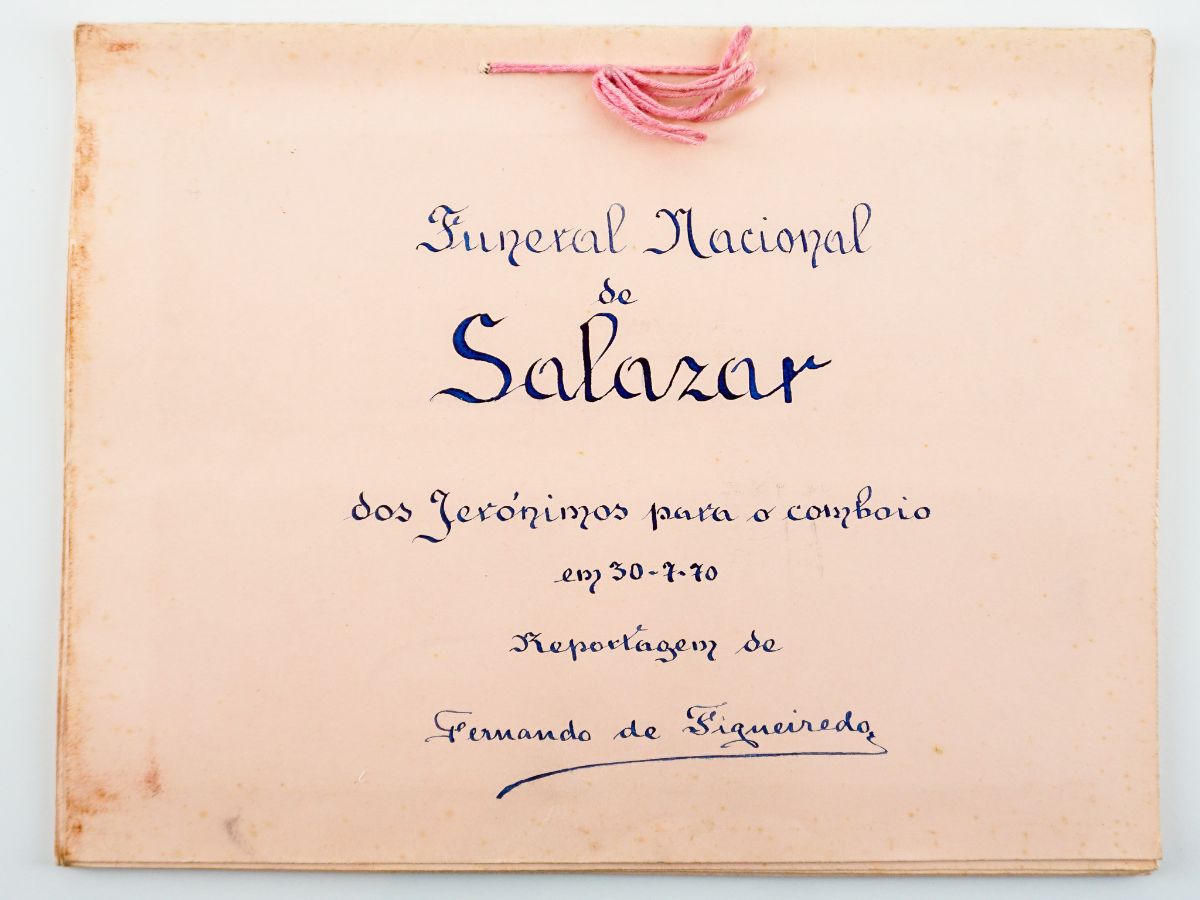 Funeral Nacional
de
Salazar
dos Jerónimos para o comboio
em 30-7-70
Reportagem de
Fernando de Figueiredo